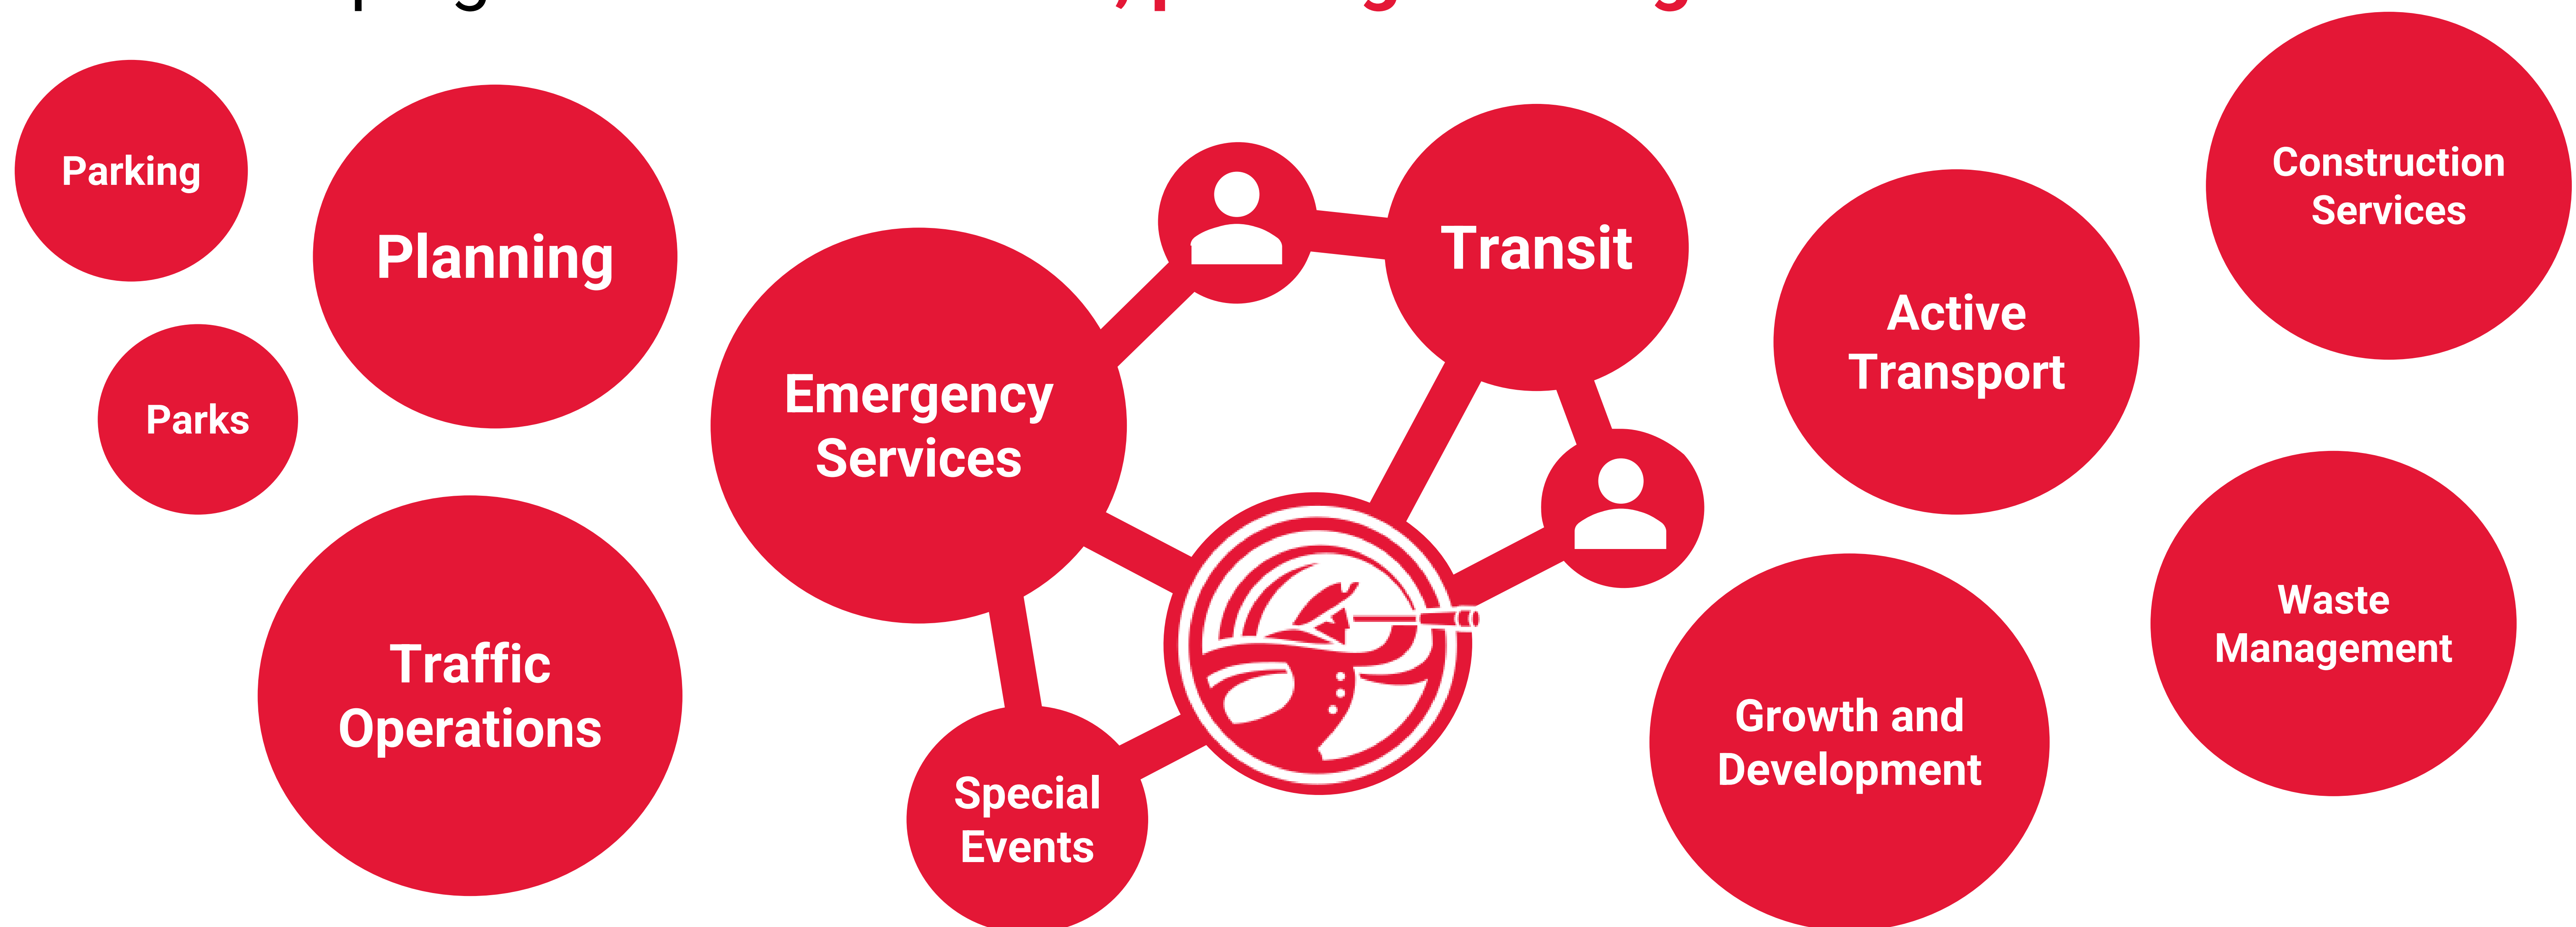 Parking
Planning
Parks
Traffic
Operations
Emergency
Services
Transit
Special
Events
Active
Transport
Growth and
Development
Construction
Services
Waste
Management